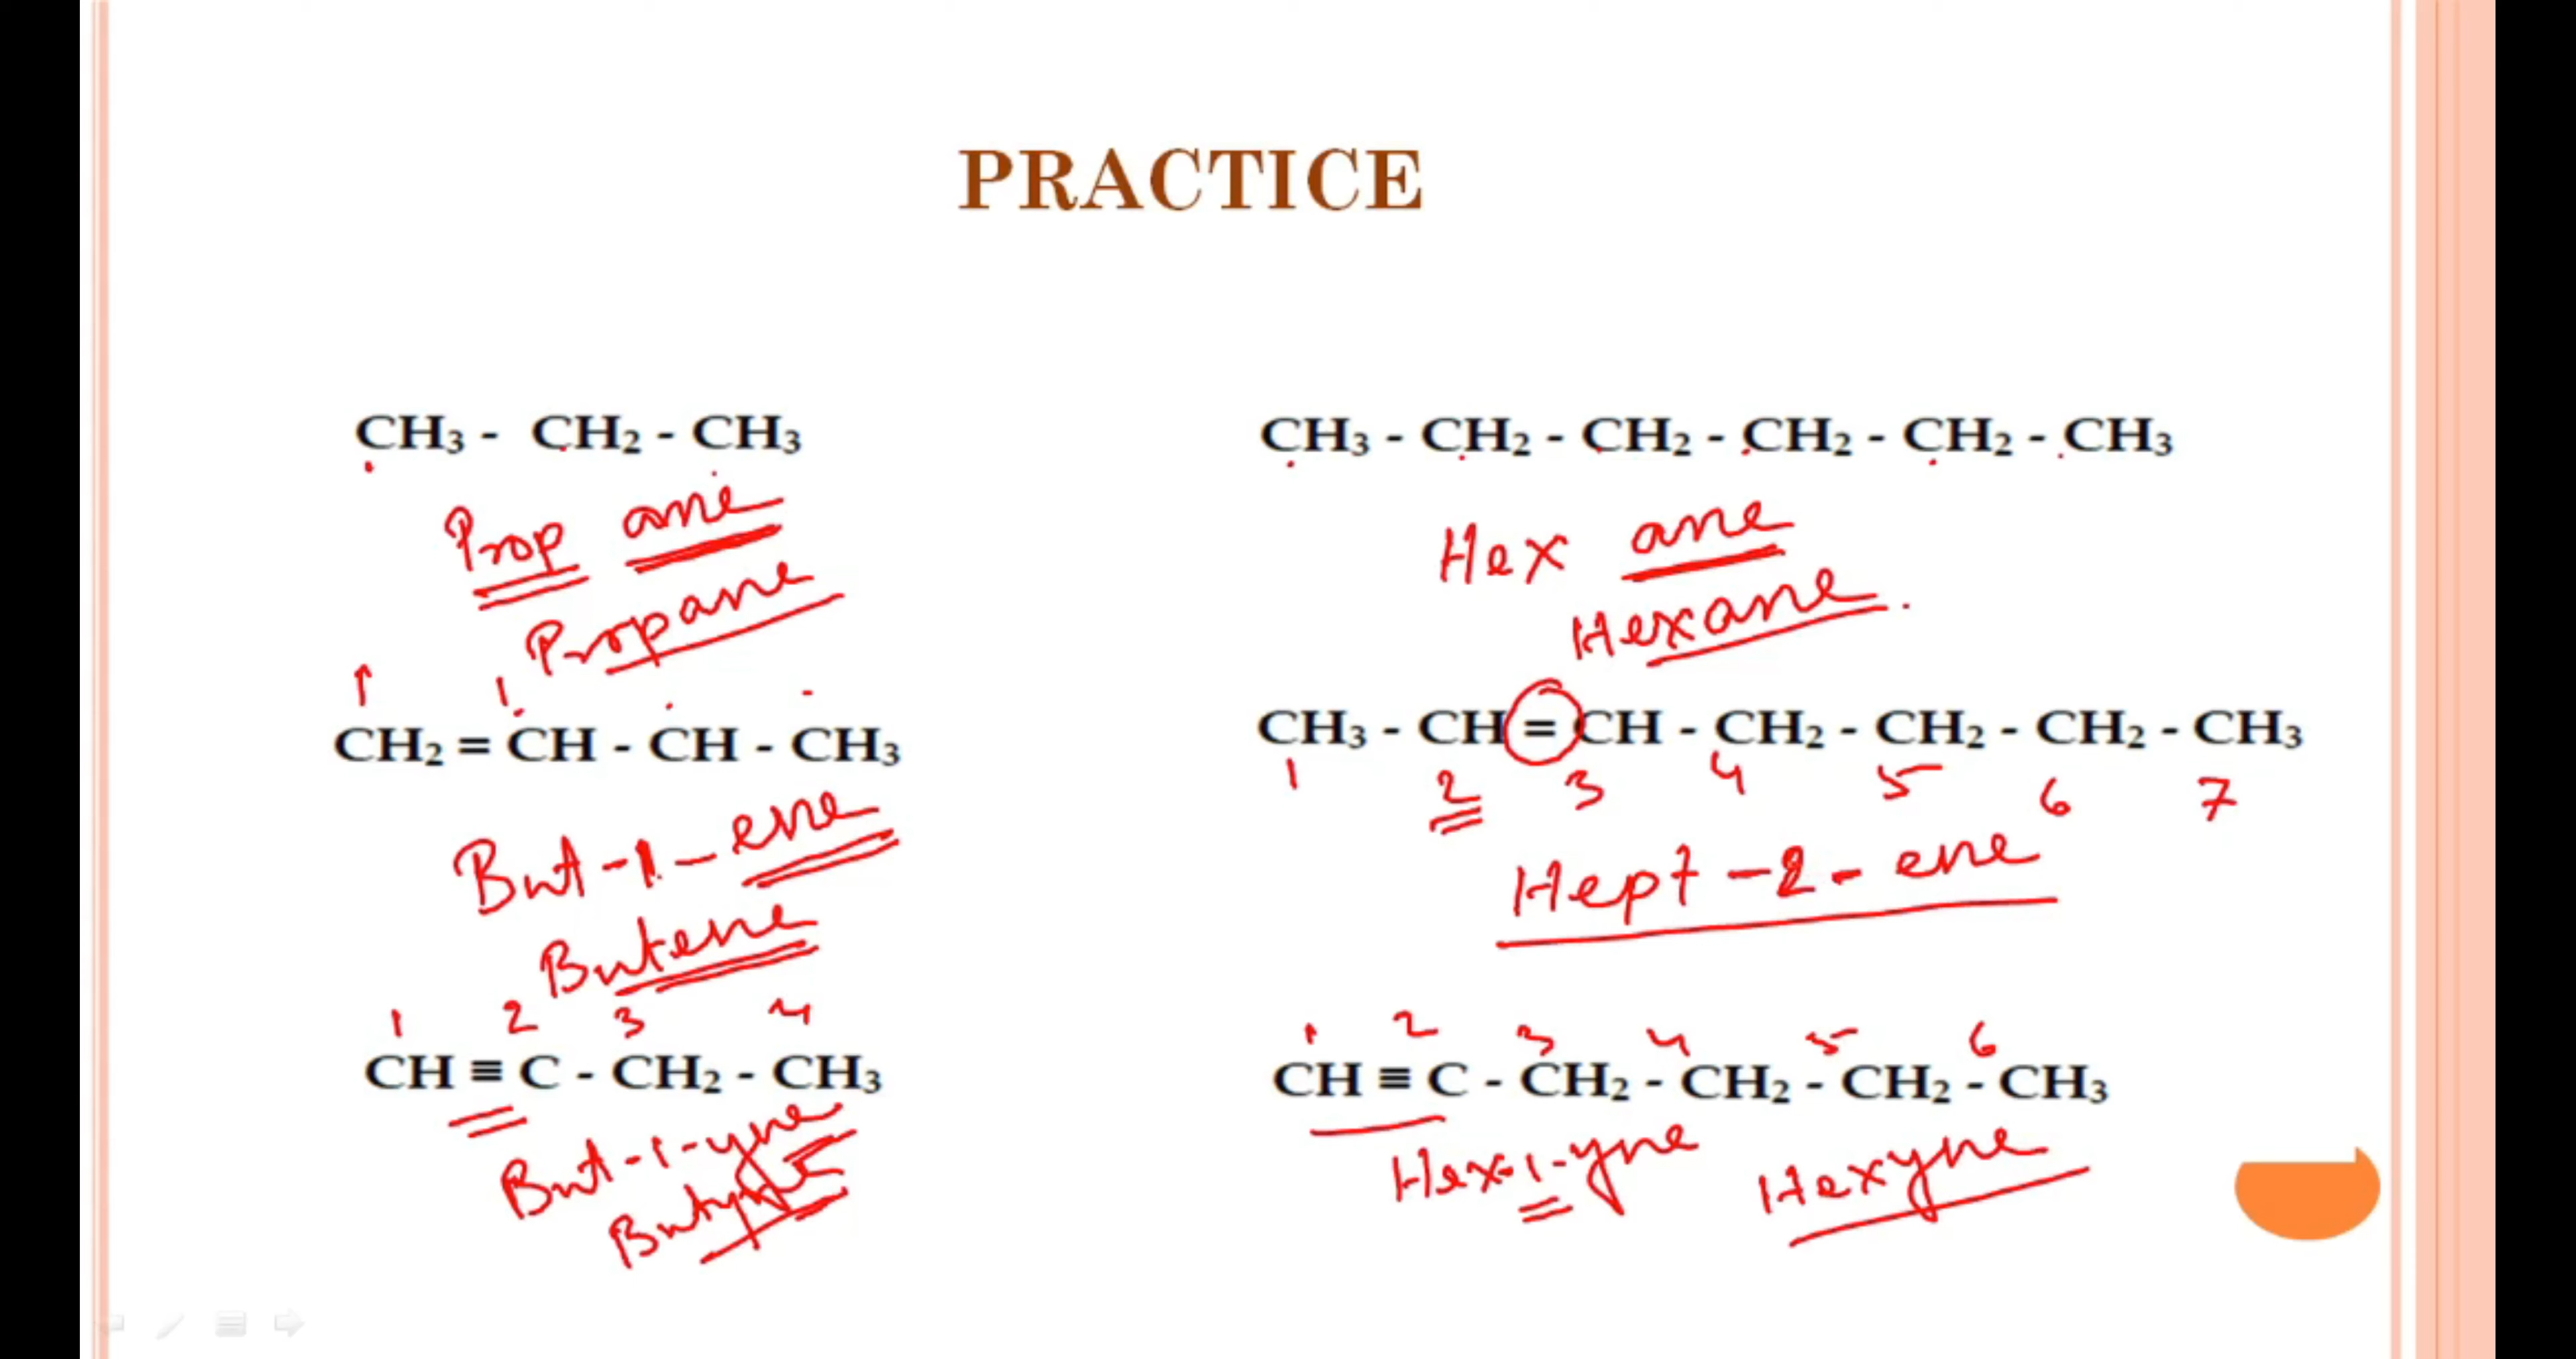 PRACTICE
CH₃ - CH₂ - CH₃
Prop ane
Propane
1 1
CH₂ = CH - CH - CH₃
But-1-ene
Butene
1 2 3 4
CH ≡ C - CH₂ - CH₃
But-1-yne
Butyne
CH₃ - CH₂ - CH₂ - CH₂ - CH₂ - CH₃
Hex ane
Hexane.
CH₃ - CH = CH - CH₂ - CH₂ - CH₂ - CH₃
1 2 3 4 5 6 7
Hept-2-ene
1 2 3 4 5 6
CH ≡ C - CH₂ - CH₂ - CH₂ - CH₃
Hex-1-yne Hexyne